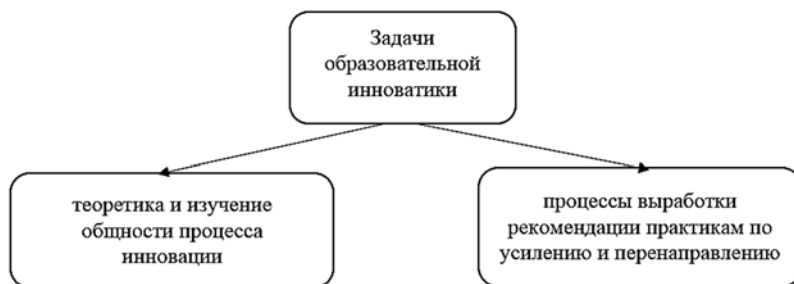 Задачи
образовательной
инноватики
теоретика и изучение
общности процесса
инновации
процессы выработки
рекомендации практикам по
усилению и перенаправлению